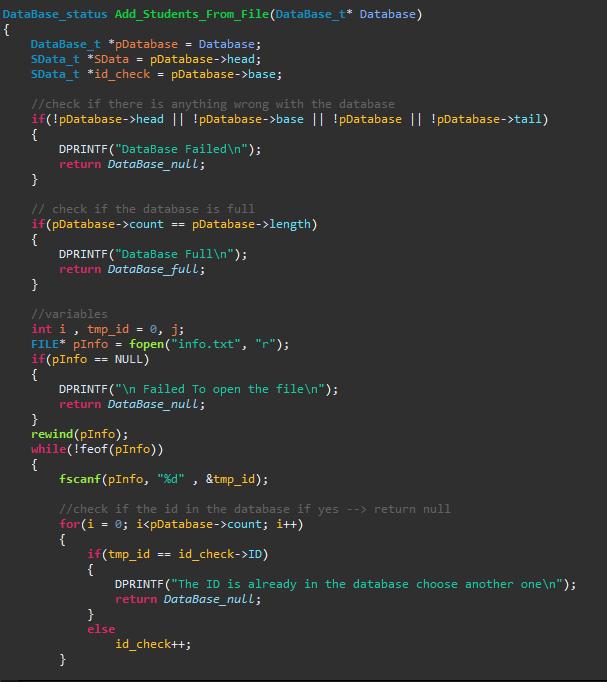 DataBase_status Add_Students_From_File(DataBase_t* Database)
{
    DataBase_t *pDatabase = Database;
    SData_t *SData = pDatabase->head;
    SData_t *id_check = pDatabase->base;

    //check if there is anything wrong with the database
    if(!pDatabase->head || !pDatabase->base || !pDatabase || !pDatabase->tail)
    {
        DPRINTF("DataBase Failed\n");
        return DataBase_null;
    }

    // check if the database is full
    if(pDatabase->count == pDatabase->length)
    {
        DPRINTF("DataBase Full\n");
        return DataBase_full;
    }

    //variables
    int i , tmp_id = 0, j;
    FILE* pInfo = fopen("info.txt", "r");
    if(pInfo == NULL)
    {
        DPRINTF("\n Failed To open the file\n");
        return DataBase_null;
    }
    rewind(pInfo);
    while(!feof(pInfo))
    {
        fscanf(pInfo, "%d" , &tmp_id);

        //check if the id in the database if yes --> return null
        for(i = 0; i<pDatabase->count; i++)
        {
            if(tmp_id == id_check->ID)
            {
                DPRINTF("The ID is already in the database choose another one\n");
                return DataBase_null;
            }
            else
                id_check++;
        }